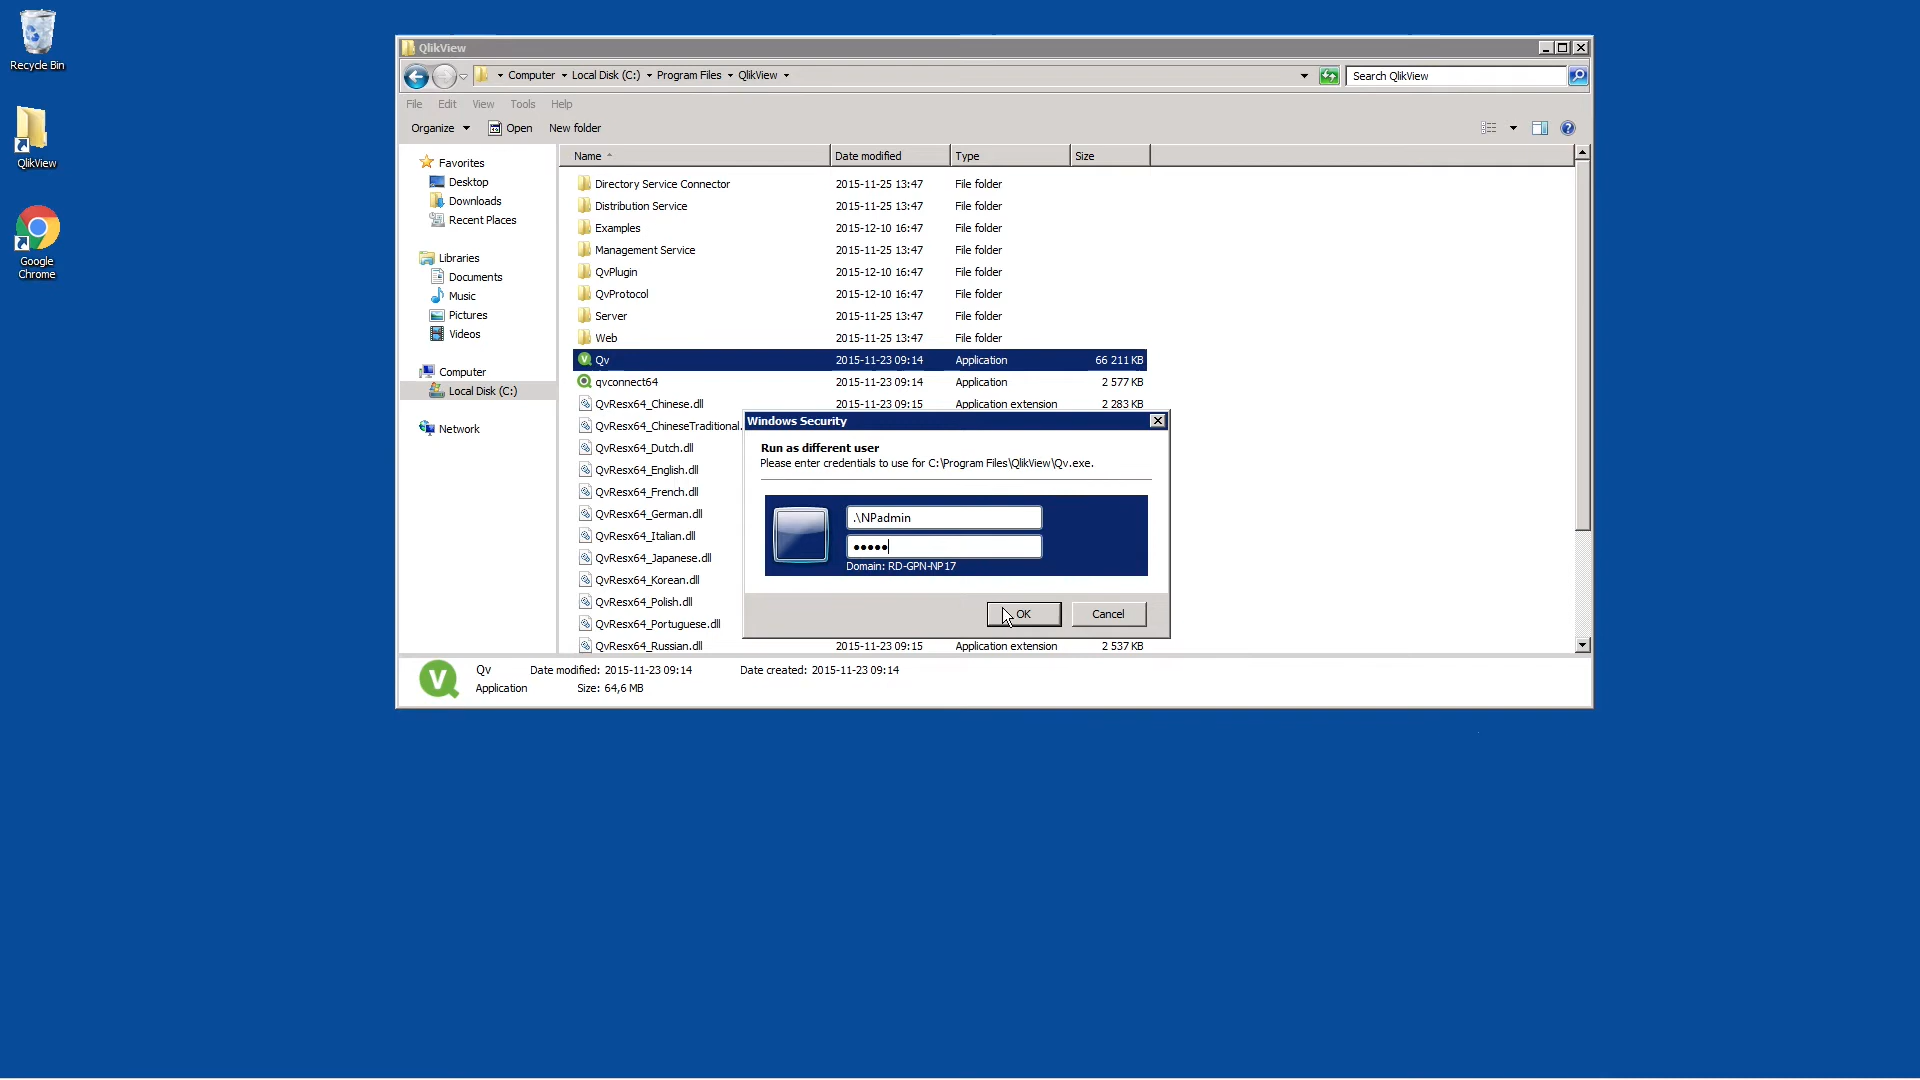 Recycle Bin
QlikView
Google
Chrome
QlikView
Computer Local Disk (C:) Program Files QlikView
Search QlikView
File Edit View Tools Help
Organize Open New folder
Favorites
Desktop
Downloads
Recent Places
Libraries
Documents
Music
Pictures
Videos
Computer
Local Disk (C:)
Network
Name Date modified Type Size
Directory Service Connector 2015-11-25 13:47 File folder
Distribution Service 2015-11-25 13:47 File folder
Examples 2015-12-10 16:47 File folder
Management Service 2015-11-25 13:47 File folder
QvPlugin 2015-12-10 16:47 File folder
QvProtocol 2015-12-10 16:47 File folder
Server 2015-11-25 13:47 File folder
Web 2015-11-25 13:47 File folder
Qv 2015-11-23 09:14 Application 66 211 KB
qvconnect64 2015-11-23 09:14 Application 2 577 KB
QvResx64_Chinese.dll 2015-11-23 09:15 Application extension 2 283 KB
QvResx64_ChineseTraditional.
QvResx64_Dutch.dll
QvResx64_English.dll
QvResx64_French.dll
QvResx64_German.dll
QvResx64_Italian.dll
QvResx64_Japanese.dll
QvResx64_Korean.dll
QvResx64_Polish.dll
QvResx64_Portuguese.dll
QvResx64_Russian.dll 2015-11-23 09:15 Application extension 2 537 KB
Windows Security
Run as different user
Please enter credentials to use for C:\Program Files\QlikView\Qv.exe.
.\NPadmin
●●●●●
Domain: RD-GPN-NP17
OK Cancel
Qv Date modified: 2015-11-23 09:14 Date created: 2015-11-23 09:14
Application Size: 64,6 MB